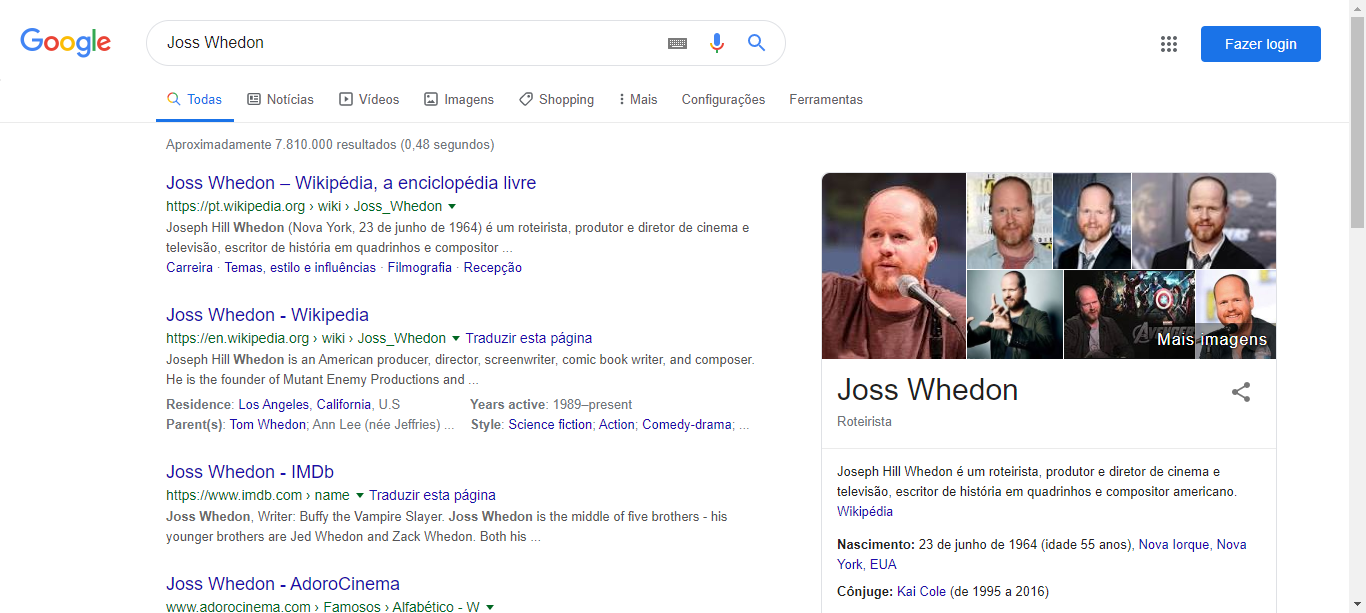 Google
Joss Whedon
Fazer login
Todas
Notícias
Vídeos
Imagens
Shopping
Mais
Configurações
Ferramentas
Aproximadamente 7.810.000 resultados (0,48 segundos)
Joss Whedon – Wikipédia, a enciclopédia livre
https://pt.wikipedia.org › wiki › Joss_Whedon
Joseph Hill Whedon (Nova York, 23 de junho de 1964) é um roteirista, produtor e diretor de cinema e
televisão, escritor de história em quadrinhos e compositor ...
Carreira · Temas, estilo e influências · Filmografia · Recepção
Joss Whedon - Wikipedia
https://en.wikipedia.org › wiki › Joss_Whedon Traduzir esta página
Joseph Hill Whedon is an American producer, director, screenwriter, comic book writer, and composer.
He is the founder of Mutant Enemy Productions and ...
Residence: Los Angeles, California, U.S
Years active: 1989–present
Parent(s): Tom Whedon; Ann Lee (née Jeffries) ...
Style: Science fiction; Action; Comedy-drama; ...
Joss Whedon - IMDb
https://www.imdb.com › name Traduzir esta página
Joss Whedon, Writer: Buffy the Vampire Slayer. Joss Whedon is the middle of five brothers - his
younger brothers are Jed Whedon and Zack Whedon. Both his ...
Joss Whedon - AdoroCinema
www.adorocinema.com › Famosos › Alfabético - W
AVENGERS
Mais imagens
Joss Whedon
Roteirista
Joseph Hill Whedon é um roteirista, produtor e diretor de cinema e
televisão, escritor de história em quadrinhos e compositor americano.
Wikipédia
Nascimento: 23 de junho de 1964 (idade 55 anos), Nova Iorque, Nova
York, EUA
Cônjuge: Kai Cole (de 1995 a 2016)